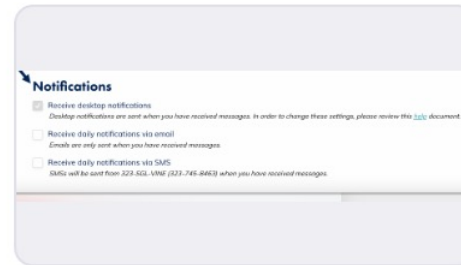 Notifications
Receive desktop notifications
Desktop notifications are sent when you have received messages. In order to change these settings, please review this help document.
Receive daily notifications via email
Emails are only sent when you have received messages.
Receive daily notifications via SMS
SMSs will be sent from 323-SGL-VINE (323-745-8463) when you have received messages.